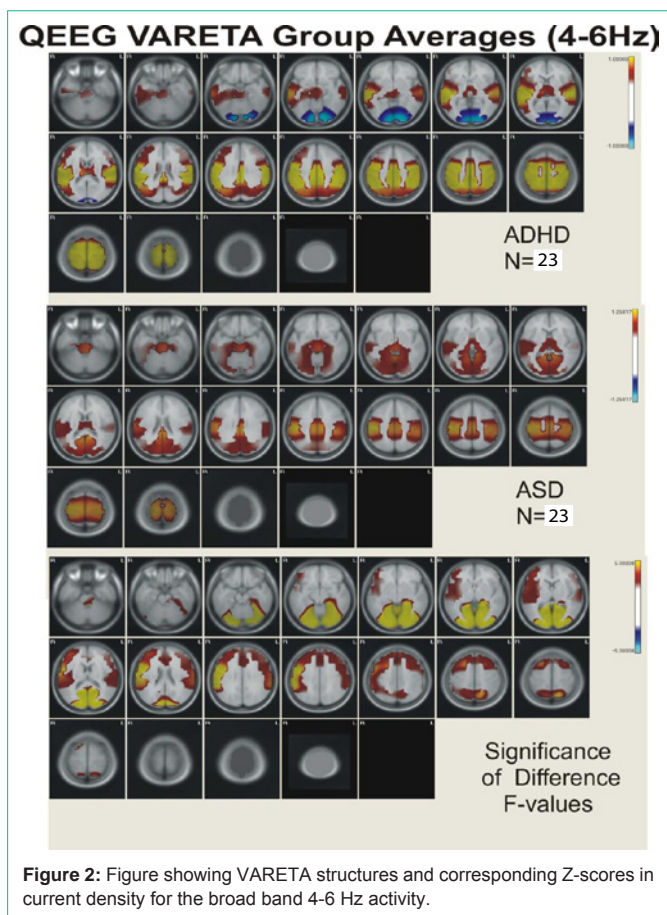 QEEG VARETA Group Averages (4-6Hz)
ADHD
N=23
ASD
N=23
Significance
of Difference
F-values
Figure 2: Figure showing VARETA structures and corresponding Z-scores in
current density for the broad band 4-6 Hz activity.